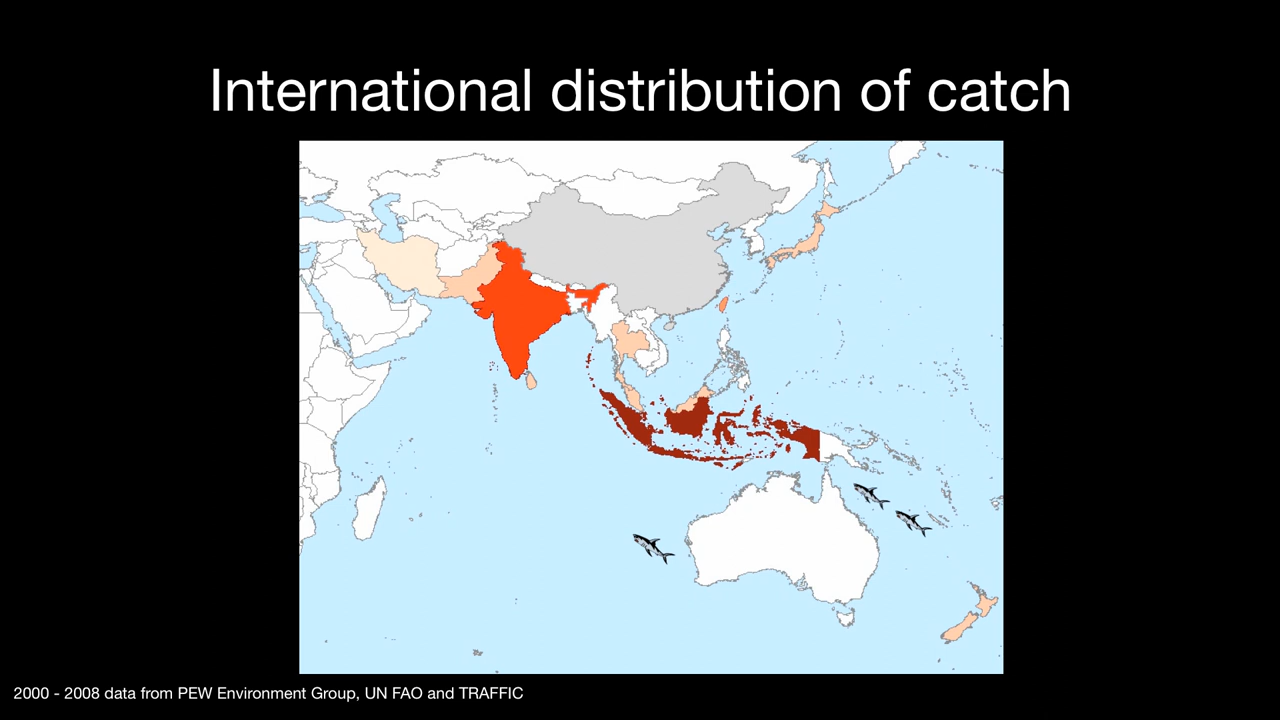 International distribution of catch
2000 - 2008 data from PEW Environment Group, UN FAO and TRAFFIC